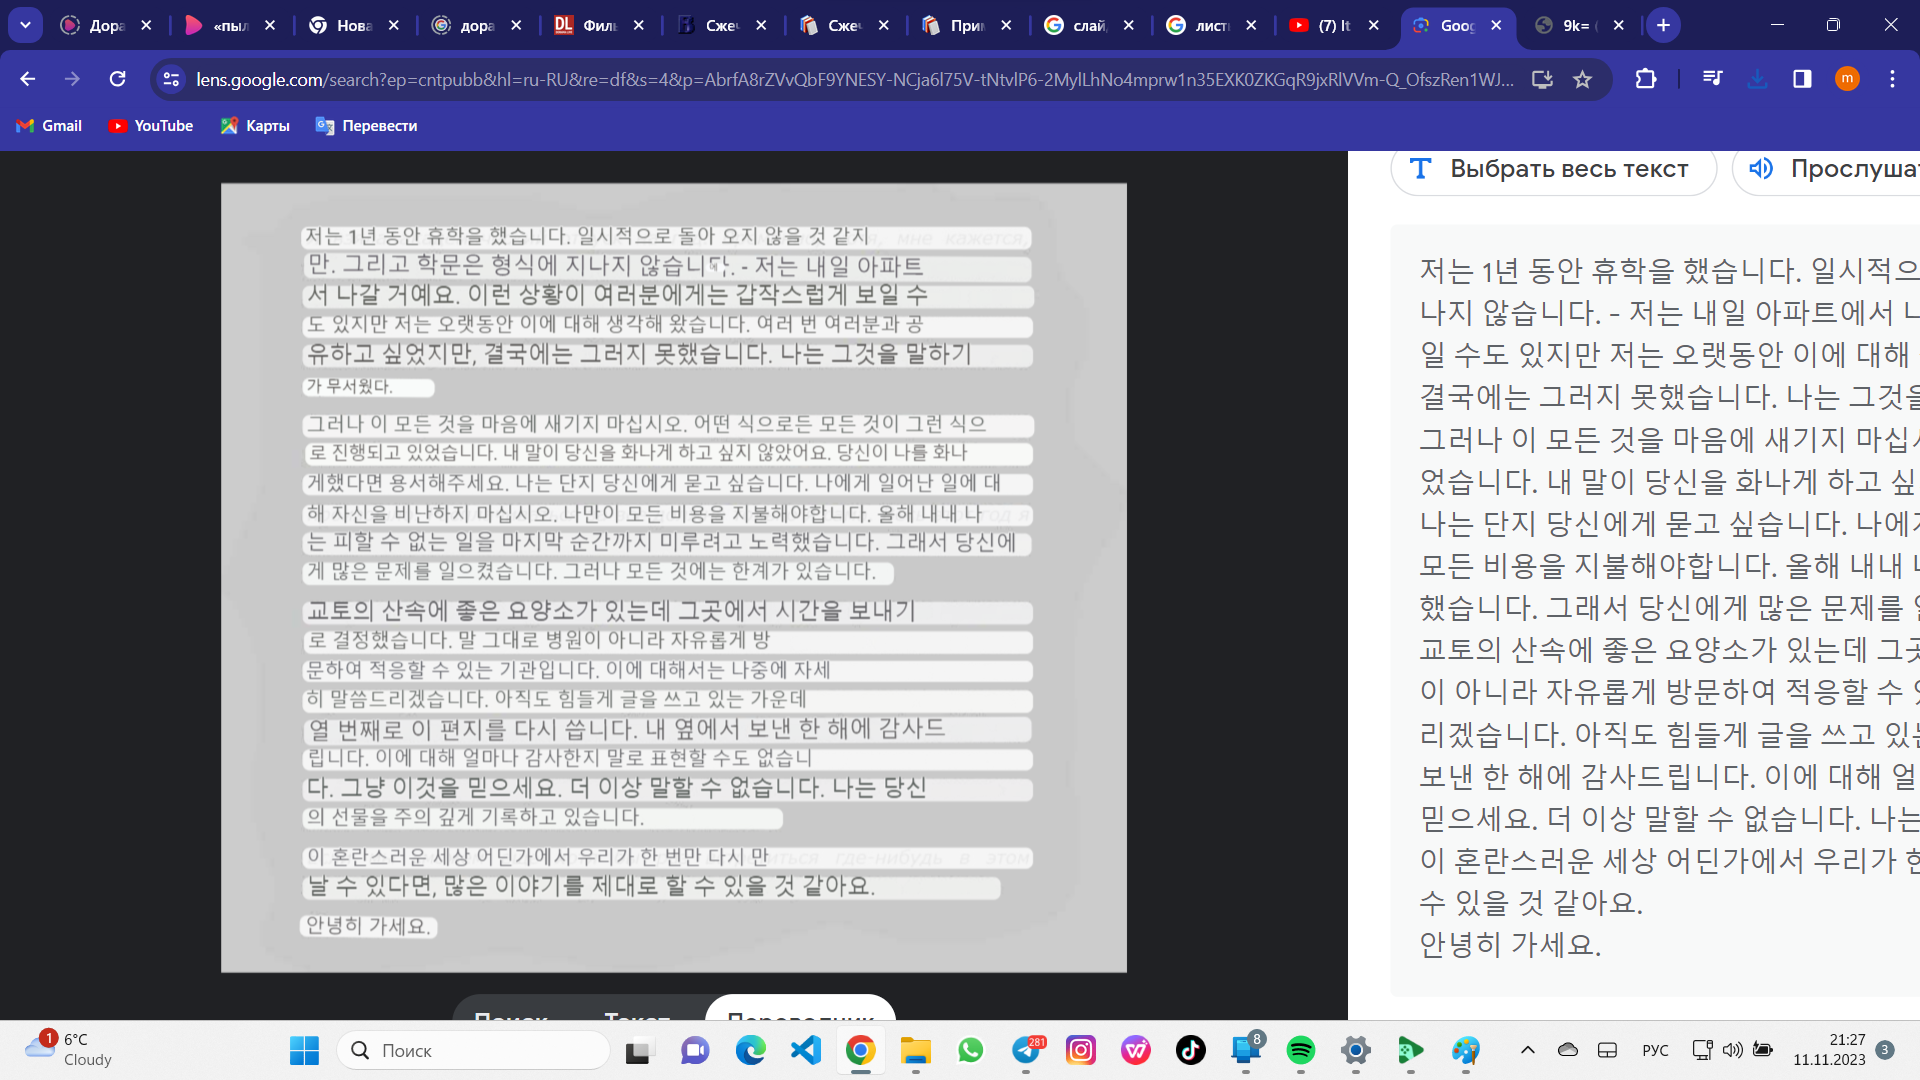 Дора
«пыл
Нова
дора
Фил
Сже
Сже
При
слай
лист
(7) It
Goog
9k=
lens.google.com/search?ep=cntpubb&hl=ru-RU&re=df&s=4&p=AbrfA8rZVvQbF9YNESY-NCja6l75V-tNtvlP6-2MylLhNo4mprw1n35EXK0ZKGqR9jxRlVVm-Q_OfszRen1WJ...
m
Gmail YouTube Карты Перевести
Выбрать весь текст Прослуша
저는 1년 동안 휴학을 했습니다. 일시적으로 돌아 오지 않을 것 같지
만. 그리고 학문은 형식에 지나지 않습니다. - 저는 내일 아파트
서 나갈 거예요. 이런 상황이 여러분에게는 갑작스럽게 보일 수
도 있지만 저는 오랫동안 이에 대해 생각해 왔습니다. 여러 번 여러분과 공
유하고 싶었지만, 결국에는 그러지 못했습니다. 나는 그것을 말하기
가 무서웠다.
그러나 이 모든 것을 마음에 새기지 마십시오. 어떤 식으로든 모든 것이 그런 식으
로 진행되고 있었습니다. 내 말이 당신을 화나게 하고 싶지 않았어요. 당신이 나를 화나
게했다면 용서해주세요. 나는 단지 당신에게 묻고 싶습니다. 나에게 일어난 일에 대
해 자신을 비난하지 마십시오. 나만이 모든 비용을 지불해야합니다. 올해 내내 나
는 피할 수 없는 일을 마지막 순간까지 미루려고 노력했습니다. 그래서 당신에
게 많은 문제를 일으켰습니다. 그러나 모든 것에는 한계가 있습니다.
교토의 산속에 좋은 요양소가 있는데 그곳에서 시간을 보내기
로 결정했습니다. 말 그대로 병원이 아니라 자유롭게 방
문하여 적응할 수 있는 기관입니다. 이에 대해서는 나중에 자세
히 말씀드리겠습니다. 아직도 힘들게 글을 쓰고 있는 가운데
열 번째로 이 편지를 다시 씁니다. 내 옆에서 보낸 한 해에 감사드
립니다. 이에 대해 얼마나 감사한지 말로 표현할 수도 없습니
다. 그냥 이것을 믿으세요. 더 이상 말할 수 없습니다. 나는 당신
의 선물을 주의 깊게 기록하고 있습니다.
이 혼란스러운 세상 어딘가에서 우리가 한 번만 다시 만
날 수 있다면, 많은 이야기를 제대로 할 수 있을 것 같아요.
안녕히 가세요.
저는 1년 동안 휴학을 했습니다. 일시적으
나지 않습니다. - 저는 내일 아파트에서 나
일 수도 있지만 저는 오랫동안 이에 대해
결국에는 그러지 못했습니다. 나는 그것을
그러나 이 모든 것을 마음에 새기지 마십시
었습니다. 내 말이 당신을 화나게 하고 싶
나는 단지 당신에게 묻고 싶습니다. 나에게
모든 비용을 지불해야합니다. 올해 내내 나
했습니다. 그래서 당신에게 많은 문제를 일
교토의 산속에 좋은 요양소가 있는데 그곳
이 아니라 자유롭게 방문하여 적응할 수 있
리겠습니다. 아직도 힘들게 글을 쓰고 있는
보낸 한 해에 감사드립니다. 이에 대해 얼
믿으세요. 더 이상 말할 수 없습니다. 나는
이 혼란스러운 세상 어딘가에서 우리가 한
수 있을 것 같아요.
안녕히 가세요.
Поиск Текст Переводчик
1 6°C
Cloudy
Поиск
281
8
РУС
21:27
11.11.2023
3